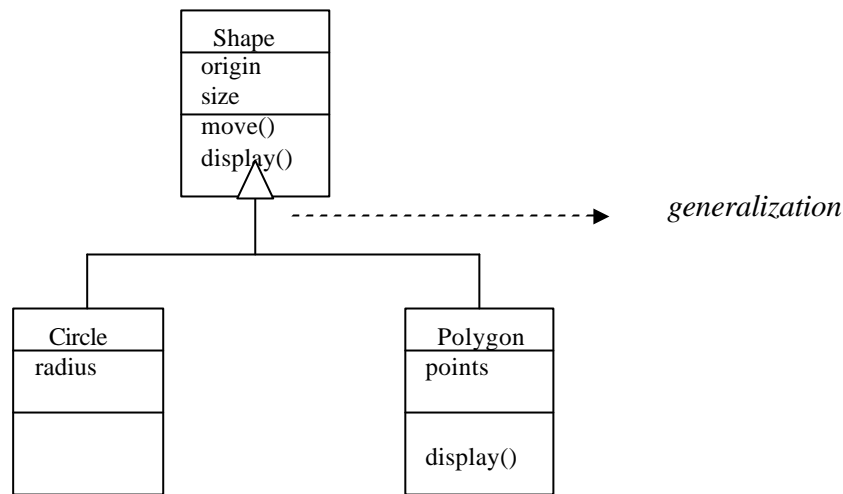 Shape
origin
size
move()
display()
generalization
Circle
radius
Polygon
points
display()